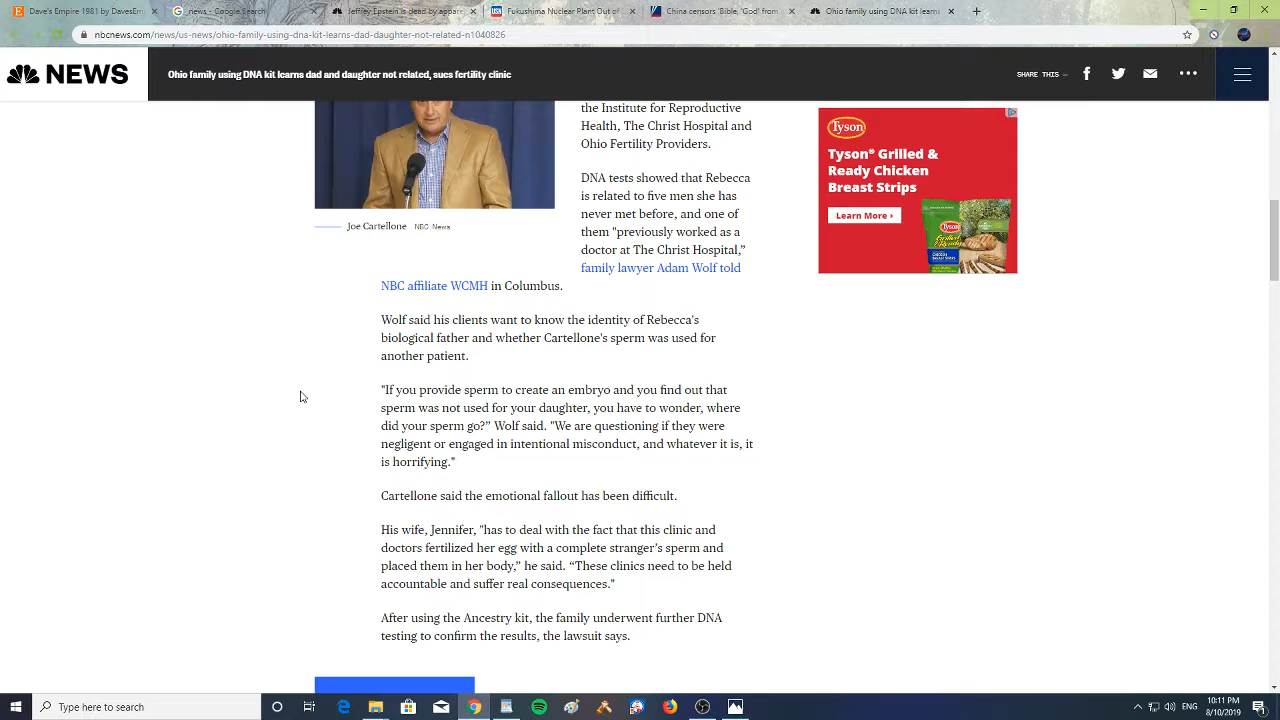 Dave's Empire 1981 by DavesEm
news - Google Search
Jeffrey Epstein is dead by appare
Fukushima Nuclear Plant Out of
China censors 'Bible,' 'God' from
Ohio family using DNA kit learns
nbcnews.com/news/us-news/ohio-family-using-dna-kit-learns-dad-daughter-not-related-n1040826
NEWS
Ohio family using DNA kit learns dad and daughter not related, sues fertility clinic
SHARE THIS —
the Institute for Reproductive
Health, The Christ Hospital and
Ohio Fertility Providers.
DNA tests showed that Rebecca
is related to five men she has
never met before, and one of
them "previously worked as a
doctor at The Christ Hospital,”
family lawyer Adam Wolf told
NBC affiliate WCMH in Columbus.
Joe Cartellone NBC News
Wolf said his clients want to know the identity of Rebecca's
biological father and whether Cartellone's sperm was used for
another patient.
"If you provide sperm to create an embryo and you find out that
sperm was not used for your daughter, you have to wonder, where
did your sperm go?” Wolf said. "We are questioning if they were
negligent or engaged in intentional misconduct, and whatever it is, it
is horrifying."
Cartellone said the emotional fallout has been difficult.
His wife, Jennifer, "has to deal with the fact that this clinic and
doctors fertilized her egg with a complete stranger’s sperm and
placed them in her body,” he said. “These clinics need to be held
accountable and suffer real consequences."
After using the Ancestry kit, the family underwent further DNA
testing to confirm the results, the lawsuit says.
Tyson
Tyson® Grilled &
Ready Chicken
Breast Strips
Learn More ›
Type here to search
ENG
10:11 PM
8/10/2019